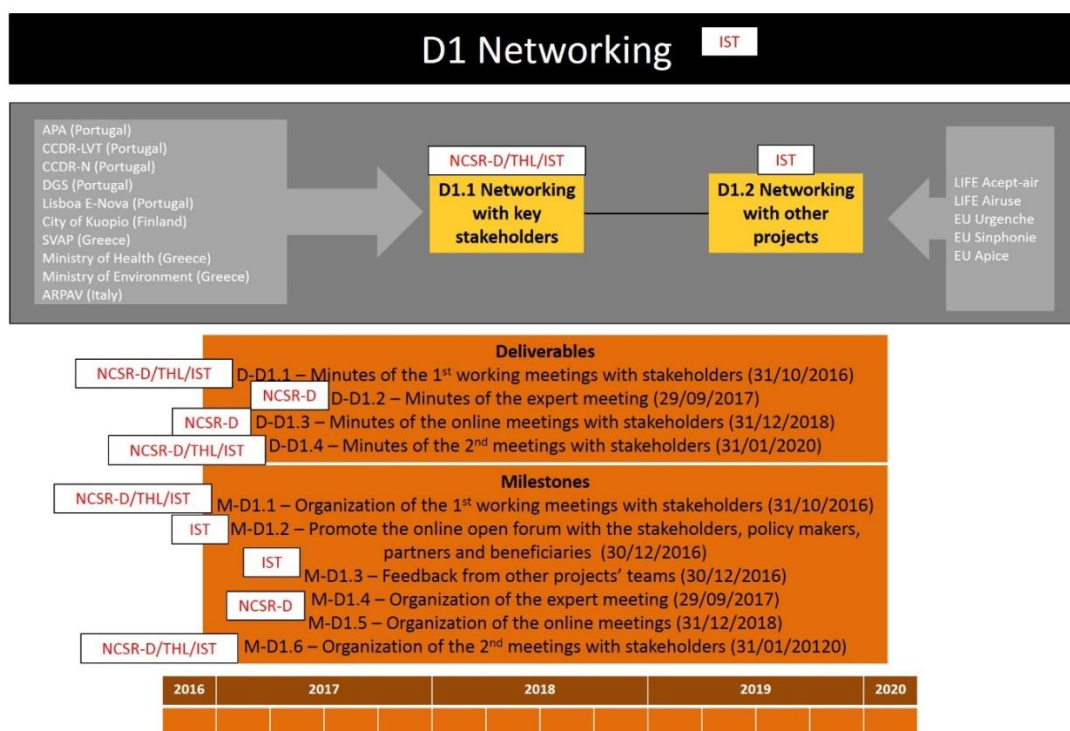 D1 Networking IST
APA (Portugal)
CCDR-LVT (Portugal)
CCDR-N (Portugal)
DGS (Portugal)
Lisboa E-Nova (Portugal)
City of Kuopio (Finland)
SVAP (Greece)
Ministry of Health (Greece)
Ministry of Environment (Greece)
ARPAV (Italy)
NCSR-D/THL/IST
D1.1 Networking
with key
stakeholders
IST
D1.2 Networking
with other
projects
LIFE Acept-air
LIFE Airuse
EU Urgenche
EU Sinphonie
EU Apice
Deliverables
NCSR-D/THL/IST D-D1.1 – Minutes of the 1st working meetings with stakeholders (31/10/2016)
NCSR-D D-D1.2 – Minutes of the expert meeting (29/09/2017)
NCSR-D D-D1.3 – Minutes of the online meetings with stakeholders (31/12/2018)
NCSR-D/THL/IST D-D1.4 – Minutes of the 2nd meetings with stakeholders (31/01/2020)
Milestones
NCSR-D/THL/IST M-D1.1 – Organization of the 1st working meetings with stakeholders (31/10/2016)
IST M-D1.2 – Promote the online open forum with the stakeholders, policy makers,
partners and beneficiaries (30/12/2016)
IST M-D1.3 – Feedback from other projects' teams (30/12/2016)
NCSR-D M-D1.4 – Organization of the expert meeting (29/09/2017)
M-D1.5 – Organization of the online meetings (31/12/2018)
NCSR-D/THL/IST M-D1.6 – Organization of the 2nd meetings with stakeholders (31/01/20120)
2016 2017 2018 2019 2020